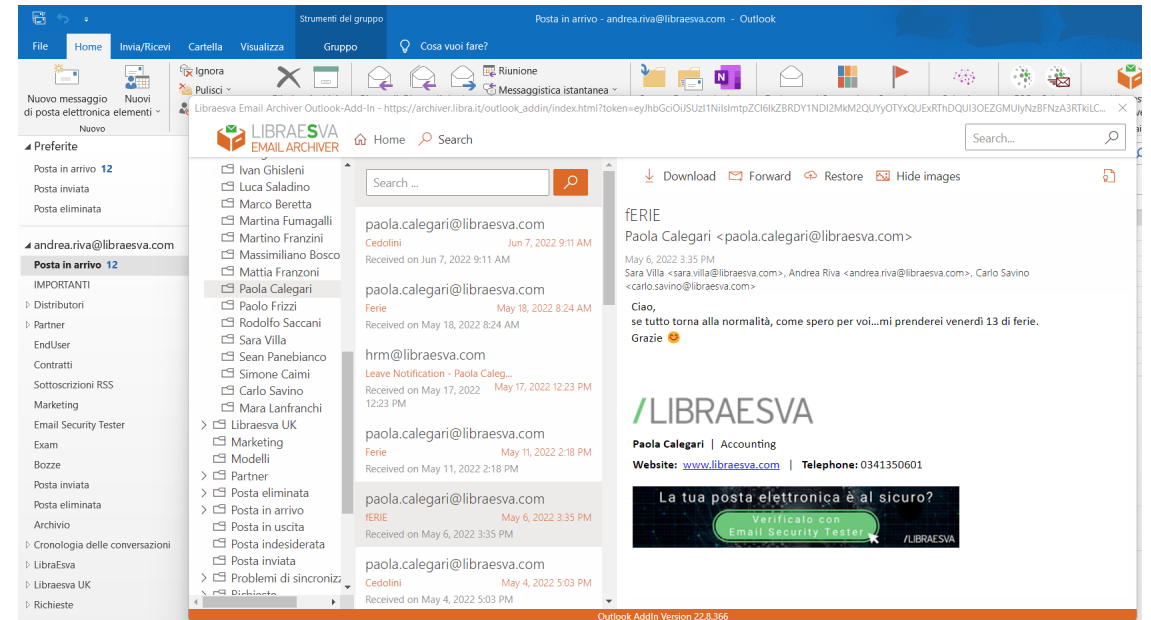 Strumenti del gruppo
Posta in arrivo - andrea.riva@libraesva.com - Outlook
File
Home
Invia/Ricevi
Cartella
Visualizza
Gruppo
Cosa vuoi fare?
Nuovo messaggio
di posta elettronica
Nuovi
elementi
Nuovo
Ignora
Pulisci
Riunione
Messaggistica istantanea
Preferite
Posta in arrivo 12
Posta inviata
Posta eliminata
andrea.riva@libraesva.com
Posta in arrivo 12
IMPORTANTI
Distributori
Partner
EndUser
Contratti
Sottoscrizioni RSS
Marketing
Email Security Tester
Exam
Bozze
Posta inviata
Posta eliminata
Archivio
Cronologia delle conversazioni
LibraEsva
Libraesva UK
Richieste
Libraesva Email Archiver Outlook-Add-In - https://archiver.libra.it/outlook_addin/index.html?
LIBRAESVA
EMAIL ARCHIVER
Home
Search
Search...
Ivan Ghisleni
Luca Saladino
Marco Beretta
Martina Fumagalli
Martino Franzini
Massimiliano Bosco
Mattia Franzoni
Paola Calegari
Paolo Frizzi
Rodolfo Saccani
Sara Villa
Sean Panebianco
Simone Caimi
Carlo Savino
Mara Lanfranchi
Libraesva UK
Marketing
Modelli
Partner
Posta eliminata
Posta in arrivo
Posta in uscita
Posta indesiderata
Posta inviata
Problemi di sincroniz
Search ...
paola.calegari@libraesva.com
Cedolini Jun 7, 2022 9:11 AM
Received on Jun 7, 2022 9:11 AM
paola.calegari@libraesva.com
Ferie May 18, 2022 8:24 AM
Received on May 18, 2022 8:24 AM
hrm@libraesva.com
Leave Notification - Paola Caleg... May 17, 2022 12:23 PM
Received on May 17, 2022
12:23 PM
paola.calegari@libraesva.com
Ferie May 11, 2022 2:18 PM
Received on May 11, 2022 2:18 PM
paola.calegari@libraesva.com
fERIE May 6, 2022 3:35 PM
Received on May 6, 2022 3:35 PM
paola.calegari@libraesva.com
Cedolini May 4, 2022 5:03 PM
Received on May 4, 2022 5:03 PM
Download
Forward
Restore
Hide images
fERIE
Paola Calegari <paola.calegari@libraesva.com>
May 6, 2022 3:35 PM
Sara Villa <sara.villa@libraesva.com>, Andrea Riva <andrea.riva@libraesva.com>, Carlo Savino
<carlo.savino@libraesva.com>
Ciao,
se tutto torna alla normalità, come spero per voi...mi prenderei venerdì 13 di ferie.
Grazie 😊
/LIBRAESVA
Paola Calegari | Accounting
Website: www.libraesva.com | Telephone: 0341350601
La tua posta elettronica è al sicuro?
Verificalo con
Email Security Tester
/LIBRAESVA
Outlook AddIn Version 22.8.366